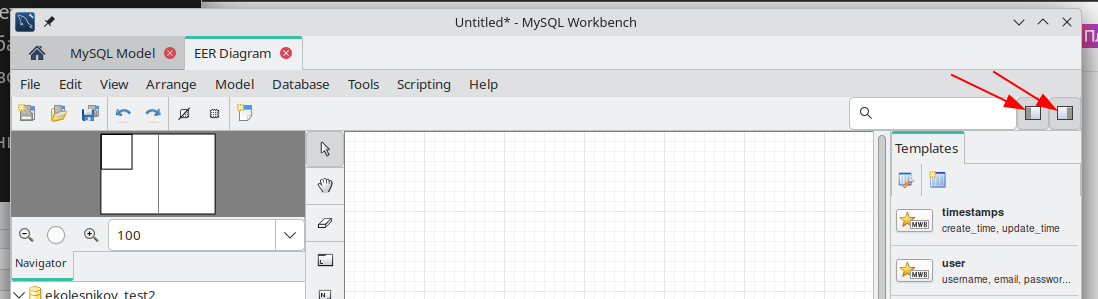 Untitled* - MySQL Workbench
MySQL Model
EER Diagram
File Edit View Arrange Model Database Tools Scripting Help
Templates
timestamps
create_time, update_time
100
user
username, email, passwor...
Navigator
ekolesnikov_test2
MWB
MWB